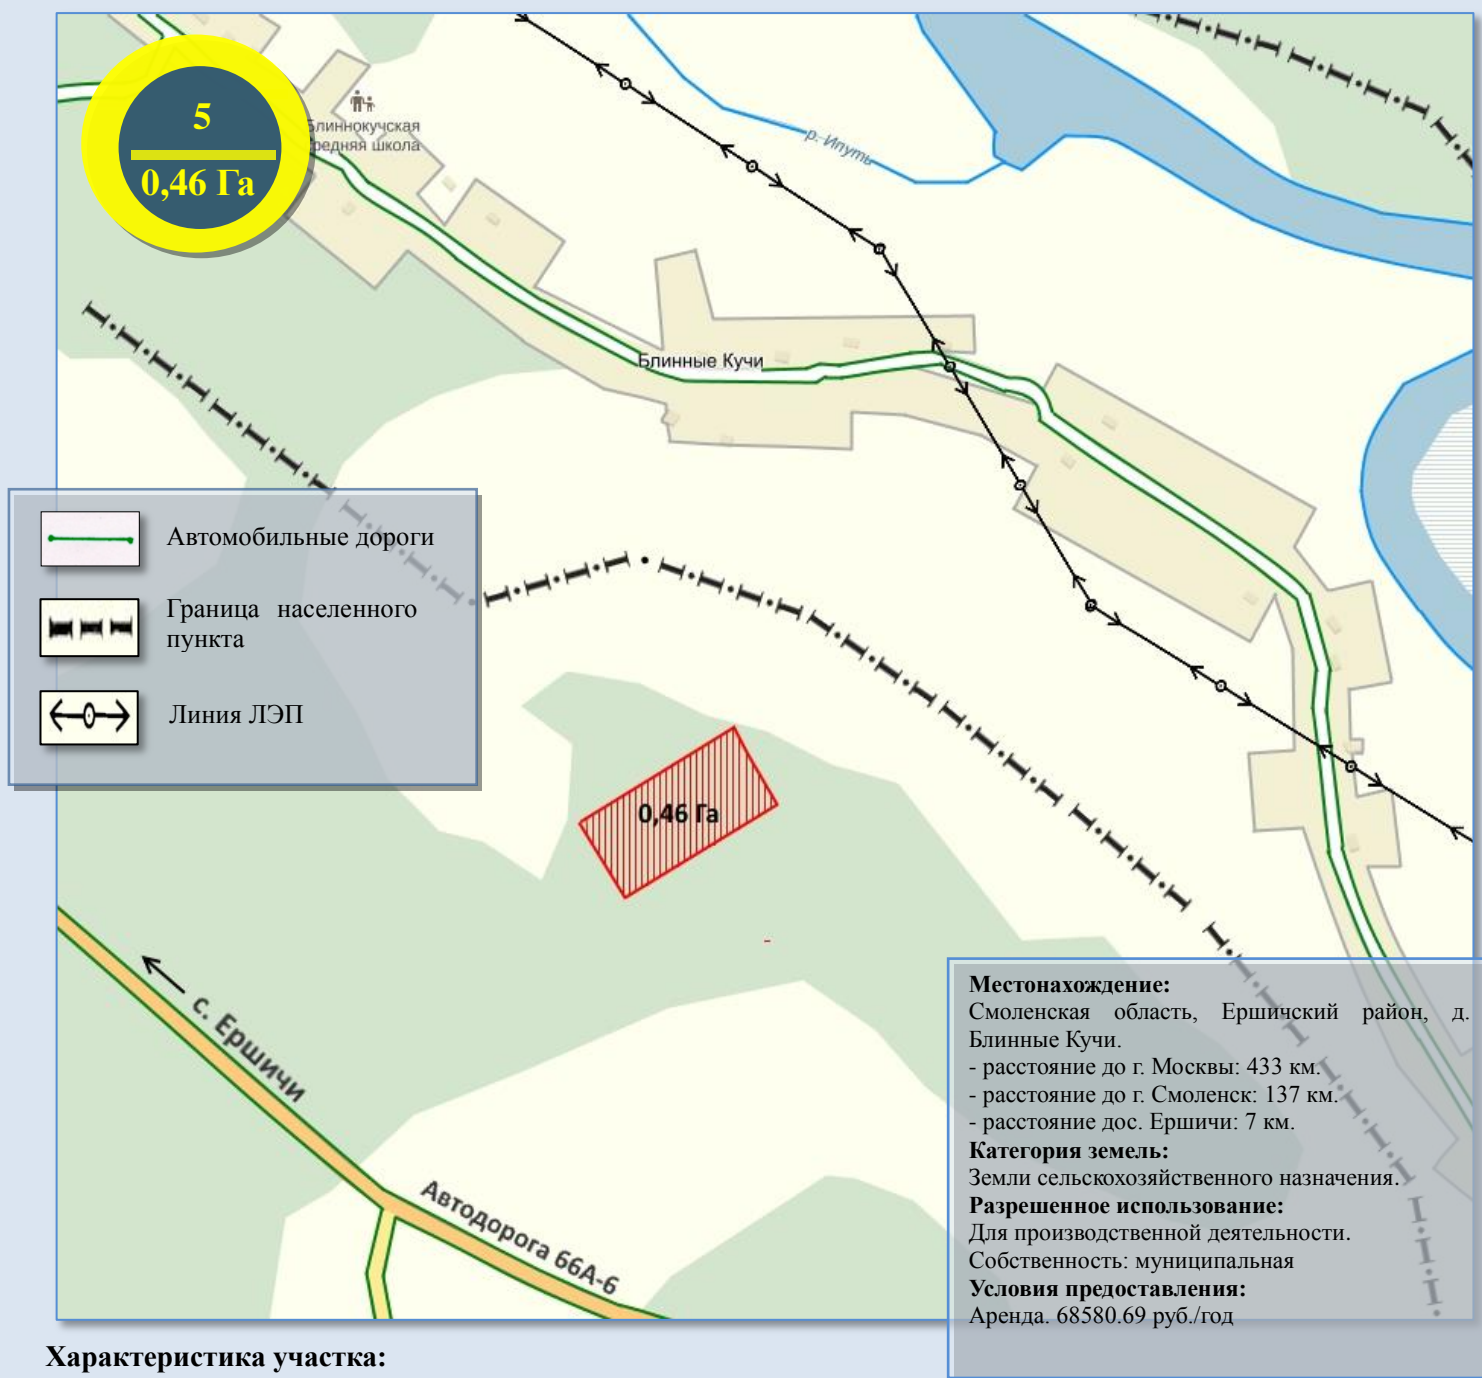 5
0,46 Га
Блиннокучская
средняя школа
р. Ипуть
Блинные Кучи
Автомобильные дороги
Граница населенного
пункта
Линия ЛЭП
0,46 Га
с. Ершичи
Автодорога 66А-6
Местонахождение:
Смоленская область, Ершичский район, д.
Блинные Кучи.
- расстояние до г. Москвы: 433 км.
- расстояние до г. Смоленск: 137 км.
- расстояние дос. Ершичи: 7 км.
Категория земель:
Земли сельскохозяйственного назначения.
Разрешенное использование:
Для производственной деятельности.
Собственность: муниципальная
Условия предоставления:
Аренда. 68580.69 руб./год
Характеристика участка: